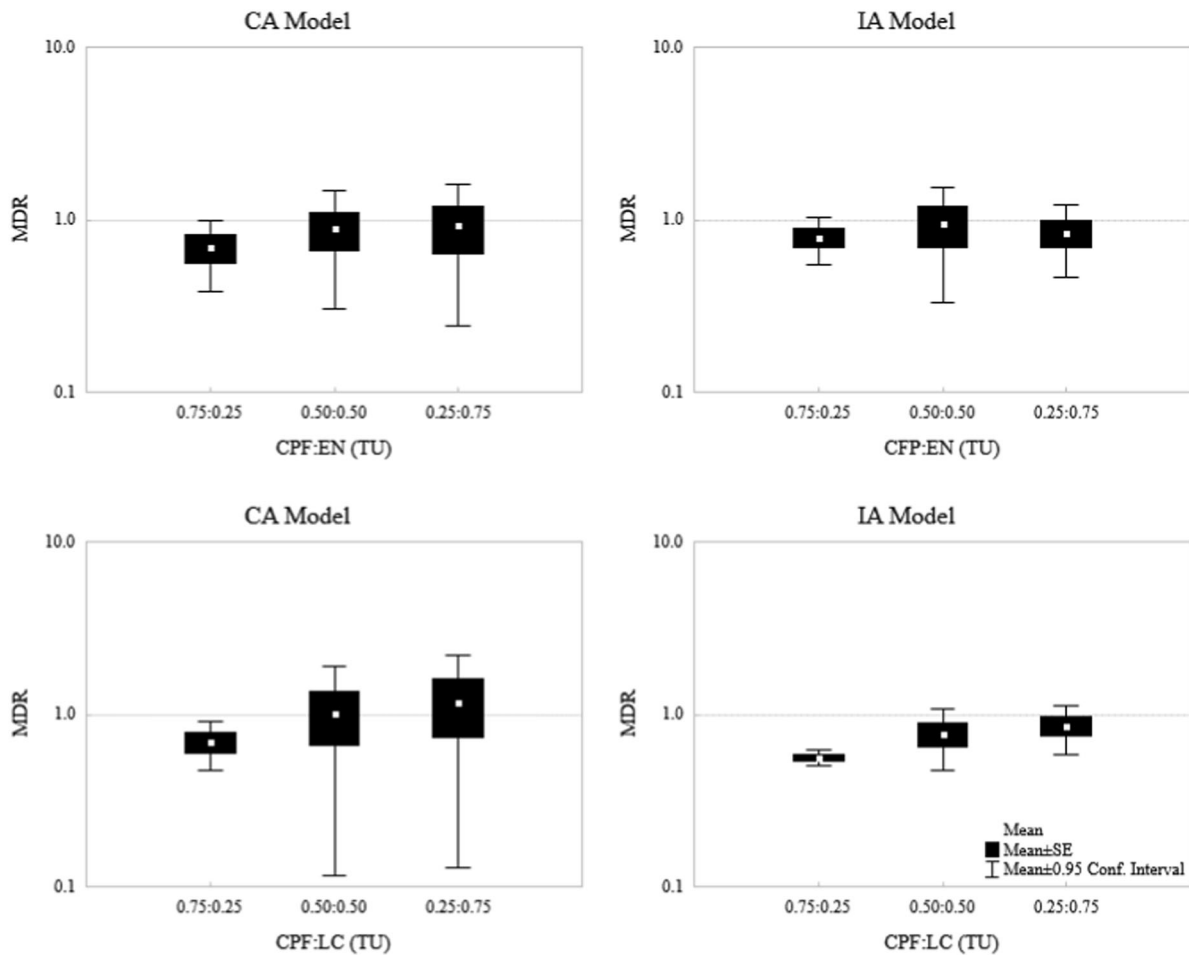 CA Model
10.0
1.0
0.1
MDR
0.75:0.25 0.50:0.50 0.25:0.75
CPF:EN (TU)
IA Model
10.0
1.0
0.1
MDR
0.75:0.25 0.50:0.50 0.25:0.75
CFP:EN (TU)
CA Model
10.0
1.0
0.1
MDR
0.75:0.25 0.50:0.50 0.25:0.75
CPF:LC (TU)
IA Model
10.0
1.0
0.1
MDR
Mean
Mean±SE
Mean±0.95 Conf. Interval
0.75:0.25 0.50:0.50 0.25:0.75
CPF:LC (TU)